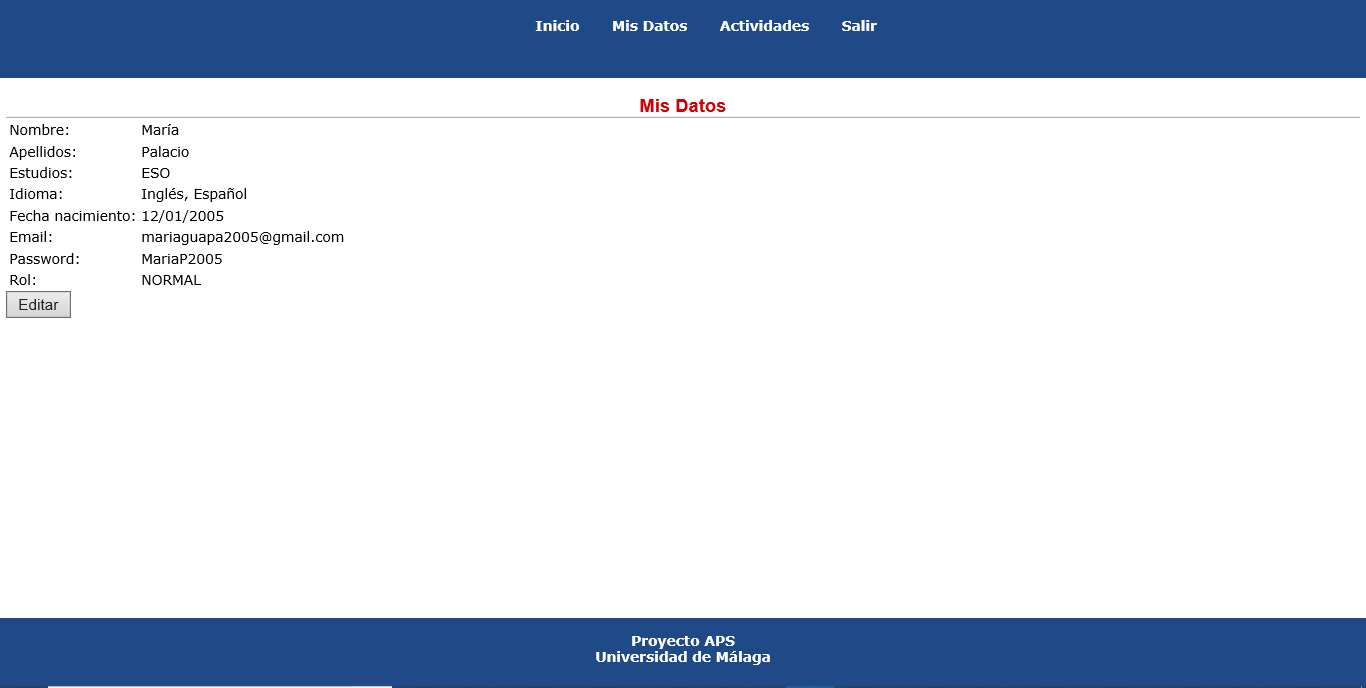 Inicio Mis Datos Actividades Salir
Mis Datos
Nombre: María
Apellidos: Palacio
Estudios: ESO
Idioma: Inglés, Español
Fecha nacimiento: 12/01/2005
Email: mariaguapa2005@gmail.com
Password: MariaP2005
Rol: NORMAL
Editar
Proyecto APS
Universidad de Málaga